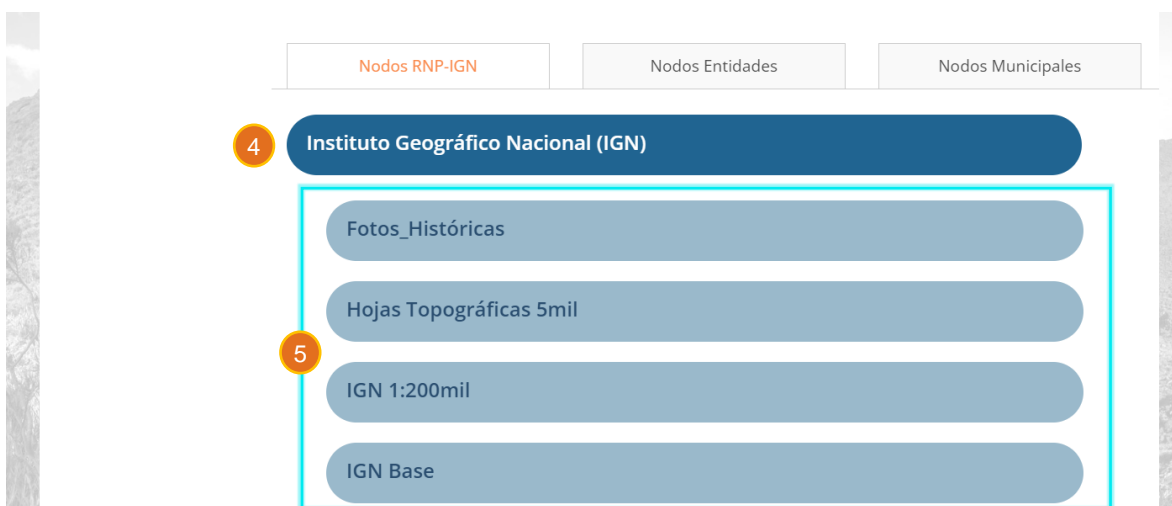 Nodos RNP-IGN Nodos Entidades Nodos Municipales
4 Instituto Geográfico Nacional (IGN)
Fotos_Históricas
Hojas Topográficas 5mil
5
IGN 1:200mil
IGN Base